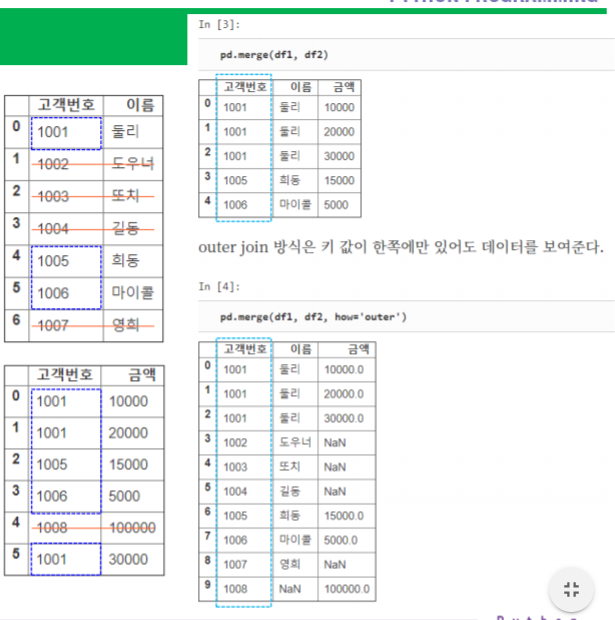 In [3]:
pd.merge(df1, df2)
고객번호 이름 금액
0 1001 둘리 10000
1 1001 둘리 20000
2 1001 둘리 30000
3 1005 희동 15000
4 1006 마이콜 5000
고객번호 이름
0 1001 둘리
1 1002 도우너
2 1003 또치
3 1004 길동
4 1005 희동
5 1006 마이콜
6 1007 영희
outer join 방식은 키 값이 한쪽에만 있어도 데이터를 보여준다.
In [4]:
pd.merge(df1, df2, how='outer')
고객번호 이름 금액
0 1001 둘리 10000.0
1 1001 둘리 20000.0
2 1001 둘리 30000.0
3 1002 도우너 NaN
4 1003 또치 NaN
5 1004 길동 NaN
6 1005 희동 15000.0
7 1006 마이콜 5000.0
8 1007 영희 NaN
9 1008 NaN 100000.0
고객번호 금액
0 1001 10000
1 1001 20000
2 1005 15000
3 1006 5000
4 1008 100000
5 1001 30000